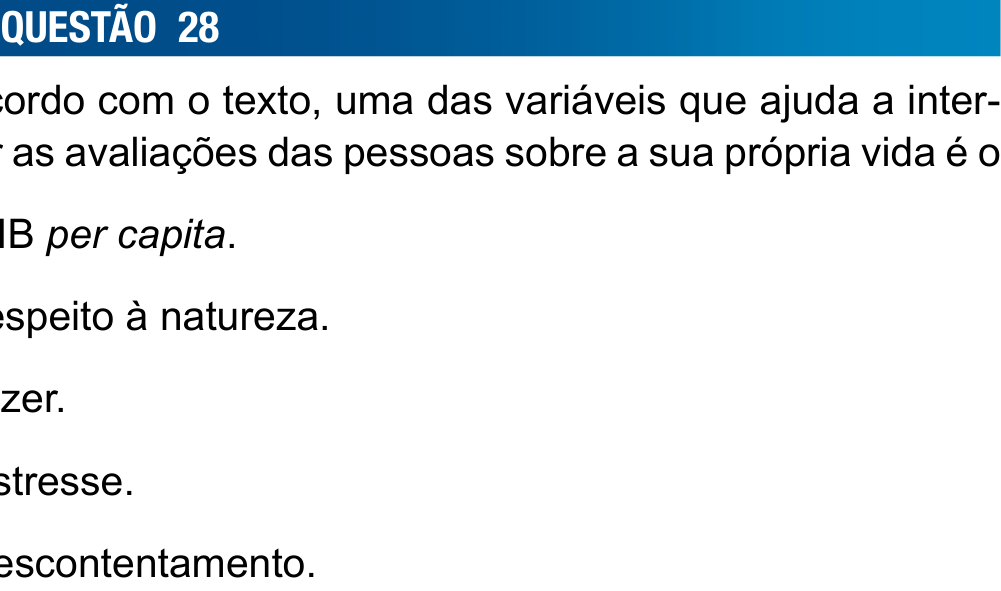 QUESTÃO 28
cordo com o texto, uma das variáveis que ajuda a inter-
r as avaliações das pessoas sobre a sua própria vida é o
IB per capita.
espeito à natureza.
zer.
stresse.
escontentamento.